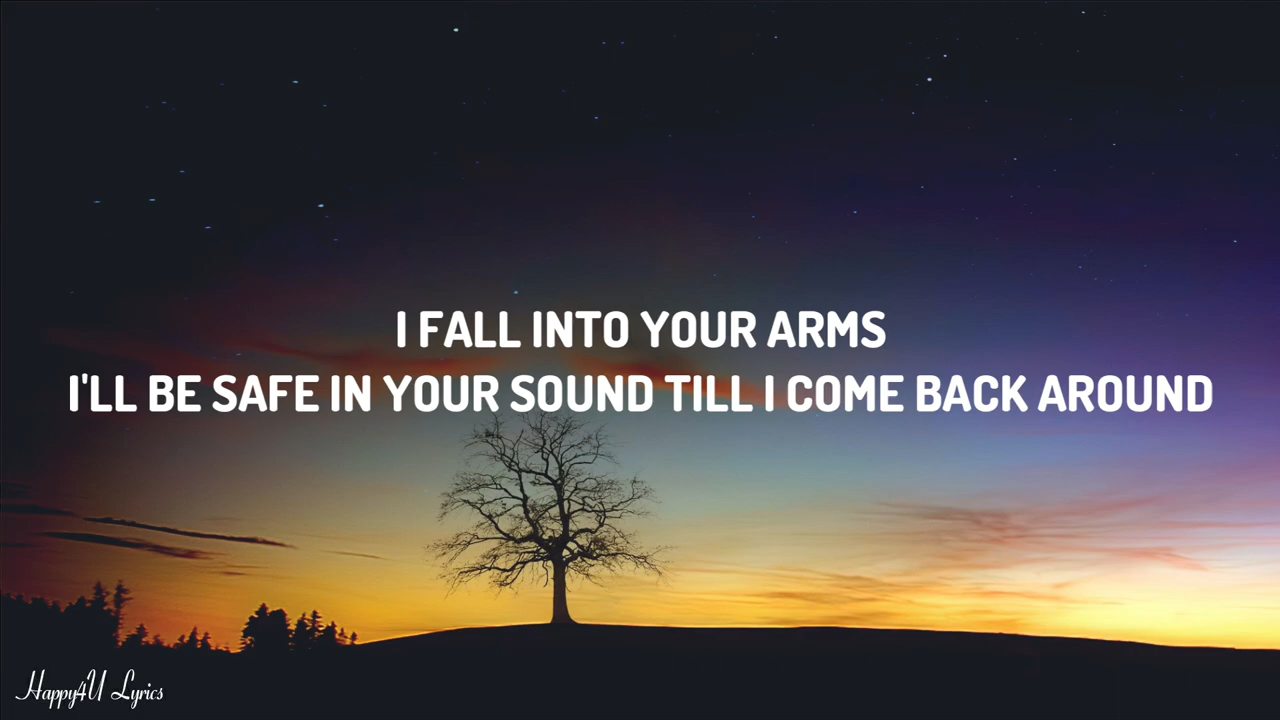 I FALL INTO YOUR ARMS
I'LL BE SAFE IN YOUR SOUND TILL I COME BACK AROUND
Happy4U Lyrics